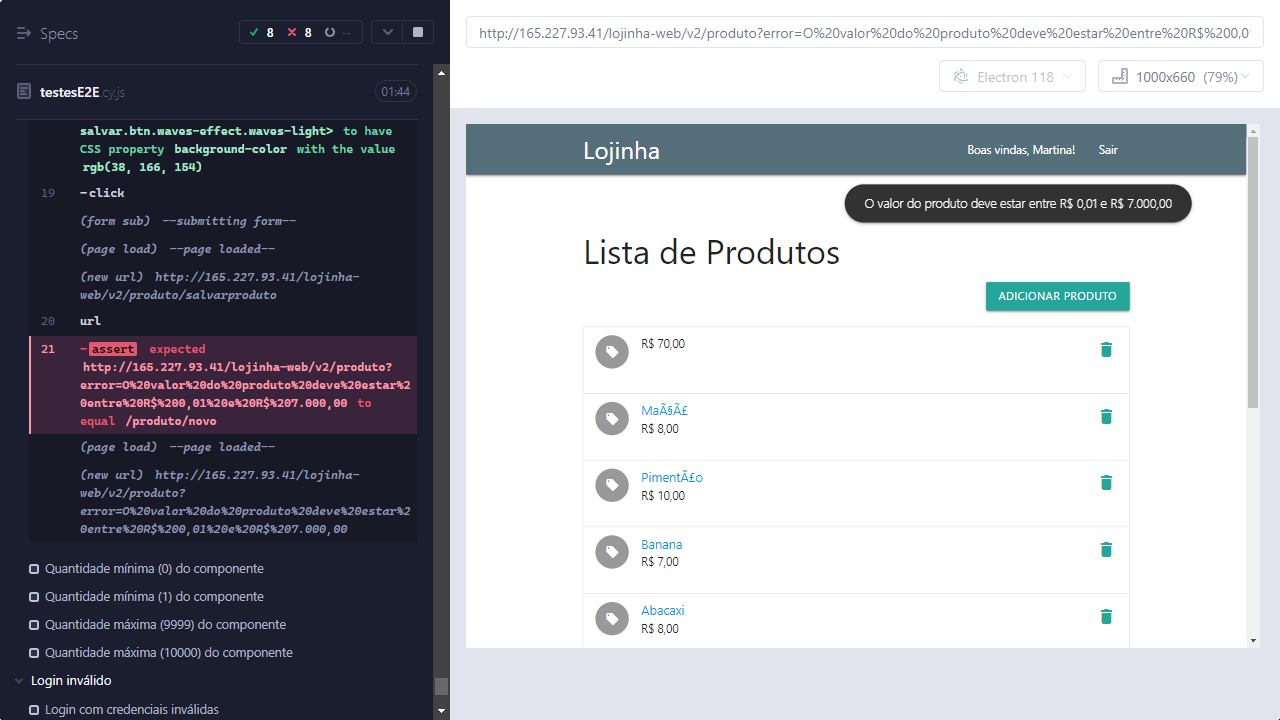 Specs
8 8 --
testesE2E.cy.js 01:44
salvar.btn.waves-effect.waves-light> to have
CSS property background-color with the value
rgb(38, 166, 154)
19 -click
(form sub) --submitting form--
(page load) --page loaded--
(new url) http://165.227.93.41/lojinha-
web/v2/produto/salvarproduto
20 url
21 -assert expected
http://165.227.93.41/lojinha-web/v2/produto?
error=O%20valor%20do%20produto%20deve%20estar%2
0entre%20R$%200,01%20e%20R$%207.000,00 to
equal /produto/novo
(page load) --page loaded--
(new url) http://165.227.93.41/lojinha-
web/v2/produto?
error=O%20valor%20do%20produto%20deve%20estar%2
0entre%20R$%200,01%20e%20R$%207.000,00
Quantidade mínima (0) do componente
Quantidade mínima (1) do componente
Quantidade máxima (9999) do componente
Quantidade máxima (10000) do componente
Login inválido
Login com credenciais inválidas
http://165.227.93.41/lojinha-web/v2/produto?error=O%20valor%20do%20produto%20deve%20estar%20entre%20R$%200,0
Electron 118
1000x660 (79%)
Lojinha
Boas vindas, Martina! Sair
O valor do produto deve estar entre R$ 0,01 e R$ 7.000,00
Lista de Produtos
ADICIONAR PRODUTO
R$ 70,00
MaÃ§Ã£
R$ 8,00
PimentÃ£o
R$ 10,00
Banana
R$ 7,00
Abacaxi
R$ 8,00